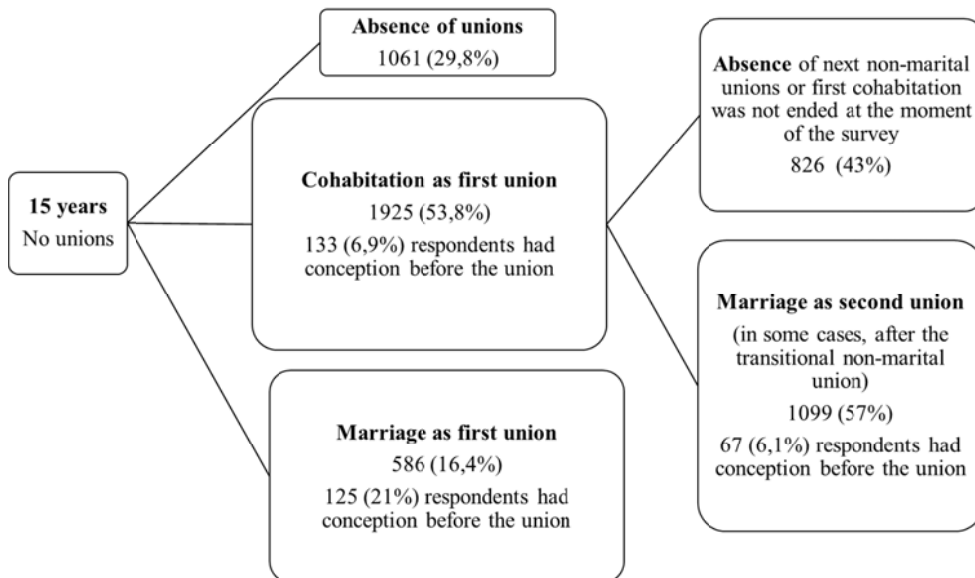 15 years
No unions
Absence of unions
1061 (29,8%)
Cohabitation as first union
1925 (53,8%)
133 (6,9%) respondents had
conception before the union
Marriage as first union
586 (16,4%)
125 (21%) respondents had
conception before the union
Absence of next non-marital
unions or first cohabitation
was not ended at the moment
of the survey
826 (43%)
Marriage as second union
(in some cases, after the
transitional non-marital
union)
1099 (57%)
67 (6,1%) respondents had
conception before the union